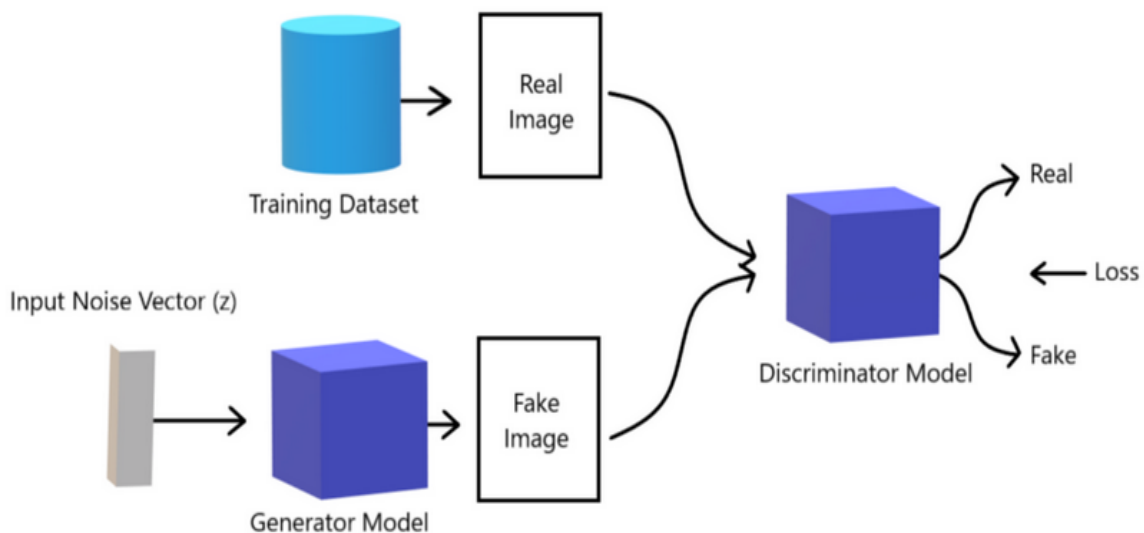 Real
Image
Training Dataset
Real
Loss
Input Noise Vector (z)
Fake
Discriminator Model
Fake
Image
Generator Model